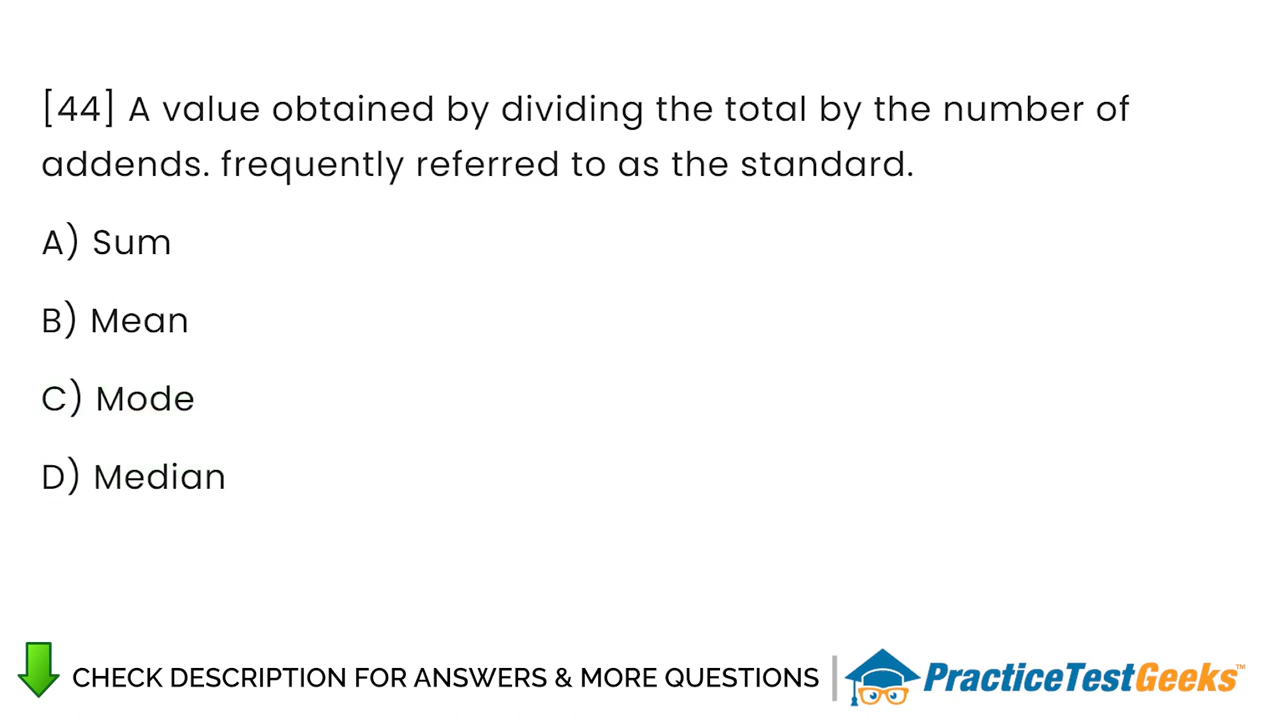 [44] A value obtained by dividing the total by the number of
addends. frequently referred to as the standard.
A) Sum
B) Mean
C) Mode
D) Median
CHECK DESCRIPTION FOR ANSWERS & MORE QUESTIONS
PracticeTestGeeks™